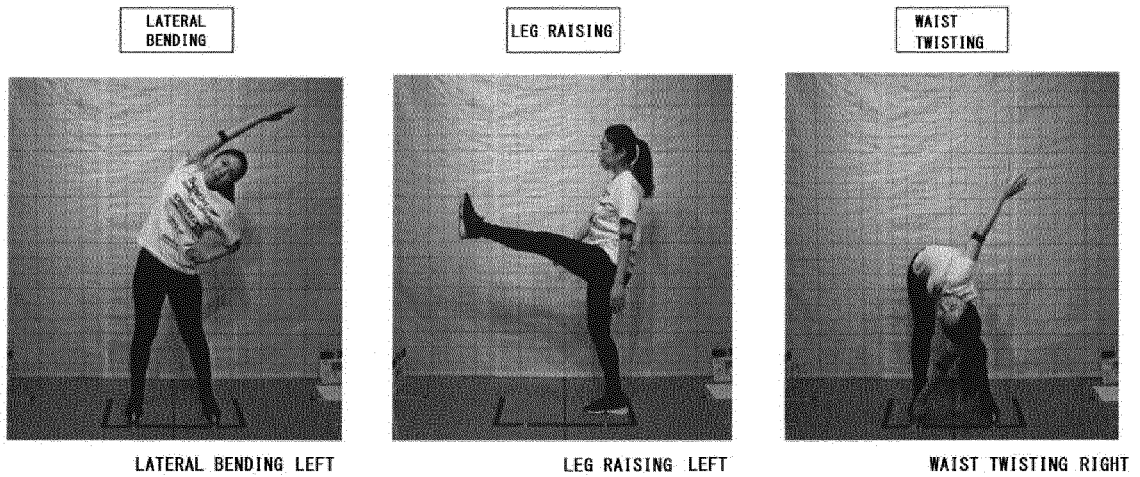 LATERAL
BENDING
LEG RAISING
WAIST
TWISTING
LATERAL BENDING LEFT
LEG RAISING LEFT
WAIST TWISTING RIGHT